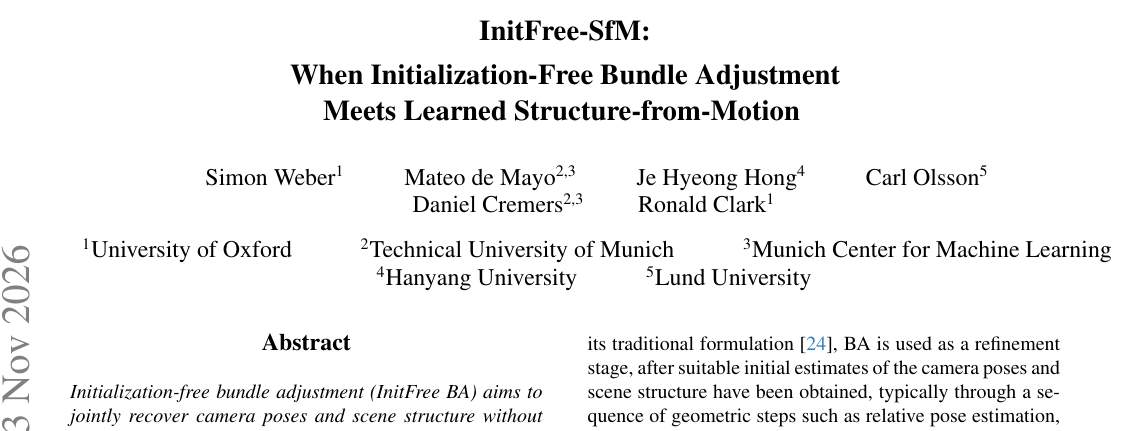 InitFree-SfM:
When Initialization-Free Bundle Adjustment
Meets Learned Structure-from-Motion
Simon Weber1 Mateo de Mayo2,3 Je Hyeong Hong4 Carl Olsson5
Daniel Cremers2,3 Ronald Clark1
1University of Oxford 2Technical University of Munich 3Munich Center for Machine Learning
4Hanyang University 5Lund University
3 Nov 2026
Abstract
Initialization-free bundle adjustment (InitFree BA) aims to
jointly recover camera poses and scene structure without
its traditional formulation [24], BA is used as a refinement
stage, after suitable initial estimates of the camera poses and
scene structure have been obtained, typically through a se-
quence of geometric steps such as relative pose estimation,